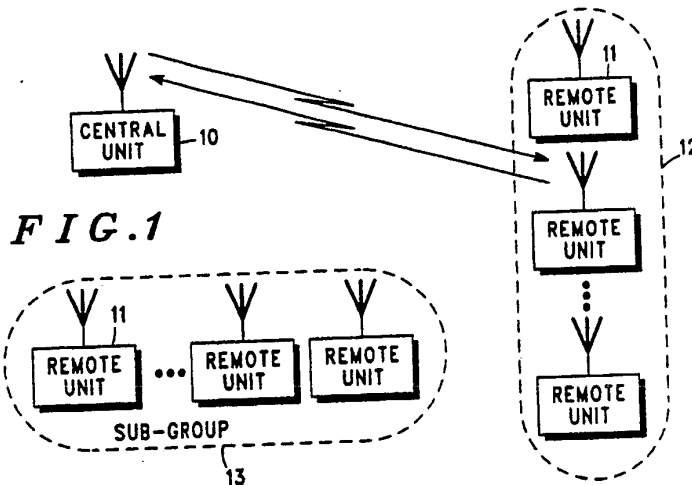 CENTRAL
UNIT
10
11
REMOTE
UNIT
12
REMOTE
UNIT
REMOTE
UNIT
FIG.1
11
REMOTE
UNIT
REMOTE
UNIT
REMOTE
UNIT
SUB-GROUP
13